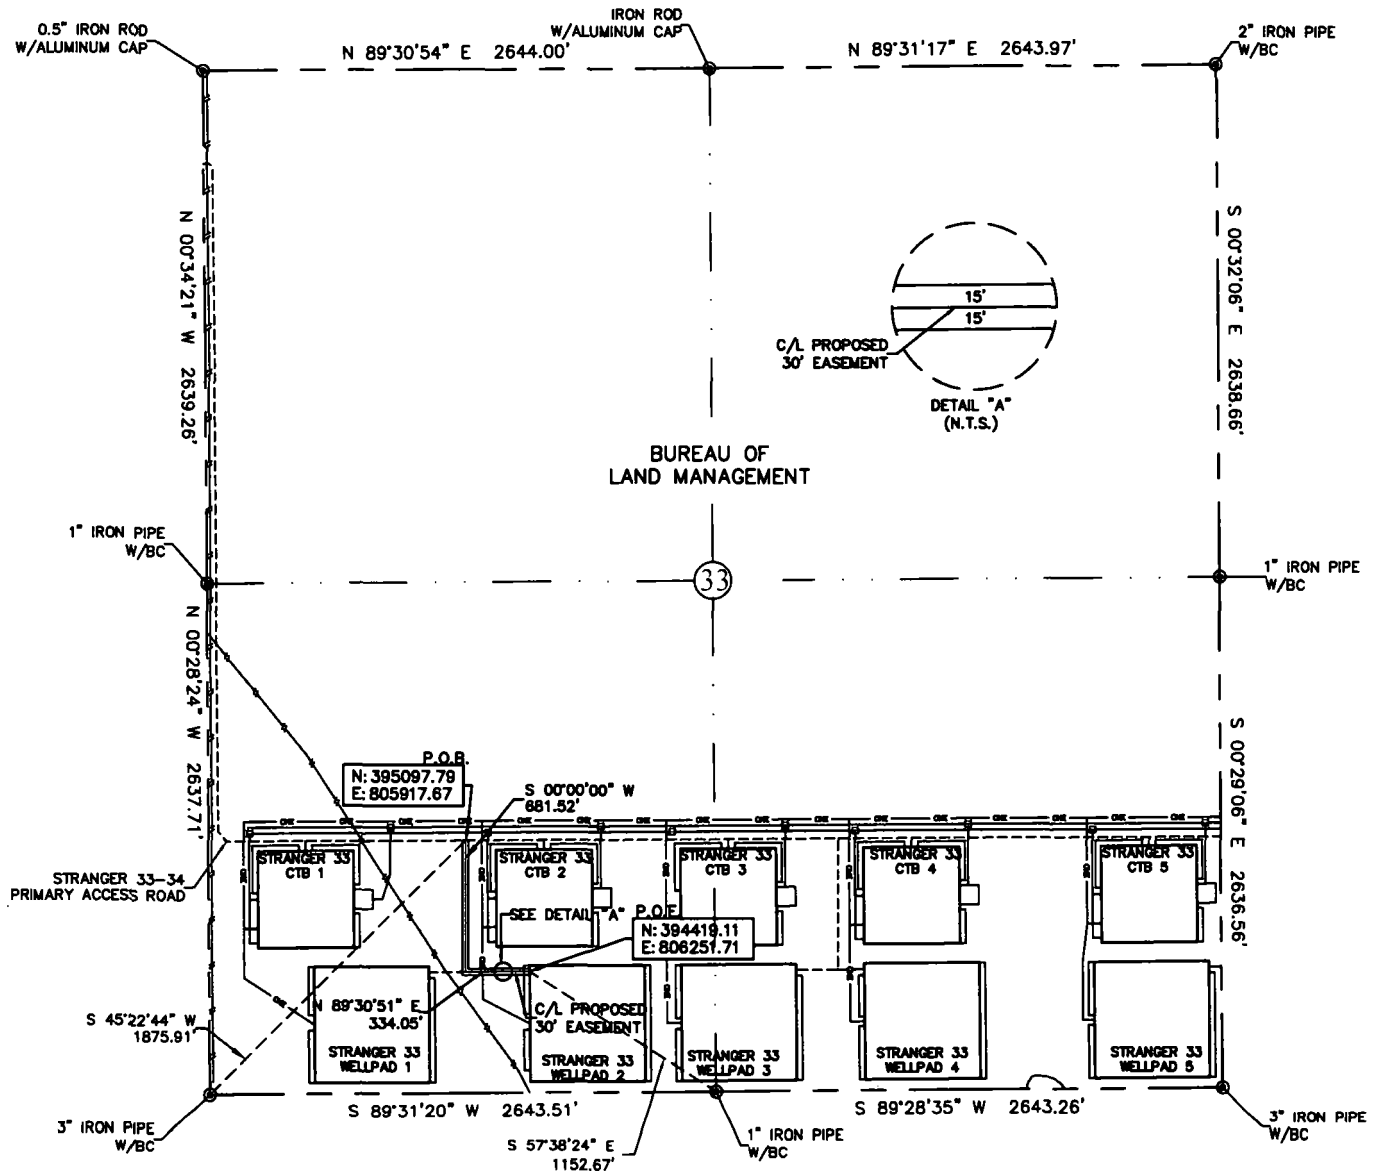 0.5" IRON ROD
W/ALUMINUM CAP
IRON ROD
W/ALUMINUM CAP
2" IRON PIPE
W/BC
N 89°30'54" E 2644.00'
N 89°31'17" E 2643.97'
N 00°34'21" W 2639.26'
S 00°32'06" E 2638.66'
15'
15'
C/L PROPOSED
30' EASEMENT
DETAIL "A"
(N.T.S.)
BUREAU OF
LAND MANAGEMENT
1" IRON PIPE
W/BC
33
1" IRON PIPE
W/BC
N 00°28'24" W 2637.71'
S 00°29'06" E 2636.56'
P.O.B.
N: 395097.79
E: 805917.67
S 00°00'00" W
681.52'
STRANGER 33-34
PRIMARY ACCESS ROAD
STRANGER 33
CTB 1
STRANGER 33
CTB 2
STRANGER 33
CTB 3
STRANGER 33
CTB 4
STRANGER 33
CTB 5
SEE DETAIL "A"
P.O.E.
N: 394419.11
E: 806251.71
N 89°30'51" E
334.05'
C/L PROPOSED
30' EASEMENT
S 45°22'44" W
1875.91'
STRANGER 33
WELLPAD 1
STRANGER 33
WELLPAD 2
STRANGER 33
WELLPAD 3
STRANGER 33
WELLPAD 4
STRANGER 33
WELLPAD 5
S 89°31'20" W 2643.51'
S 89°28'35" W 2643.26'
3" IRON PIPE
W/BC
S 57°38'24" E
1152.67'
1" IRON PIPE
W/BC
3" IRON PIPE
W/BC